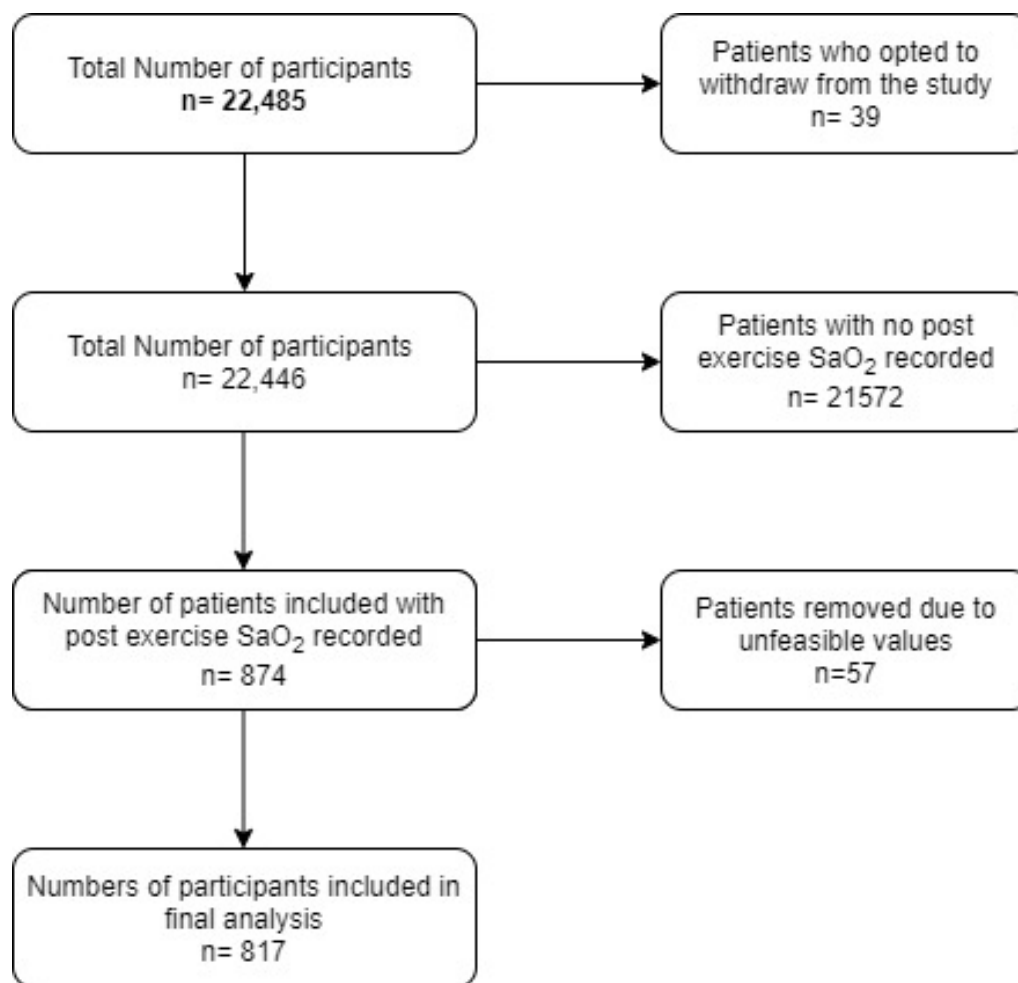 Total Number of participants
n= 22,485
Patients who opted to
withdraw from the study
n= 39
Total Number of participants
n= 22,446
Patients with no post
exercise SaO₂ recorded
n= 21572
Number of patients included with
post exercise SaO₂ recorded
n= 874
Patients removed due to
unfeasible values
n=57
Numbers of participants included in
final analysis
n= 817